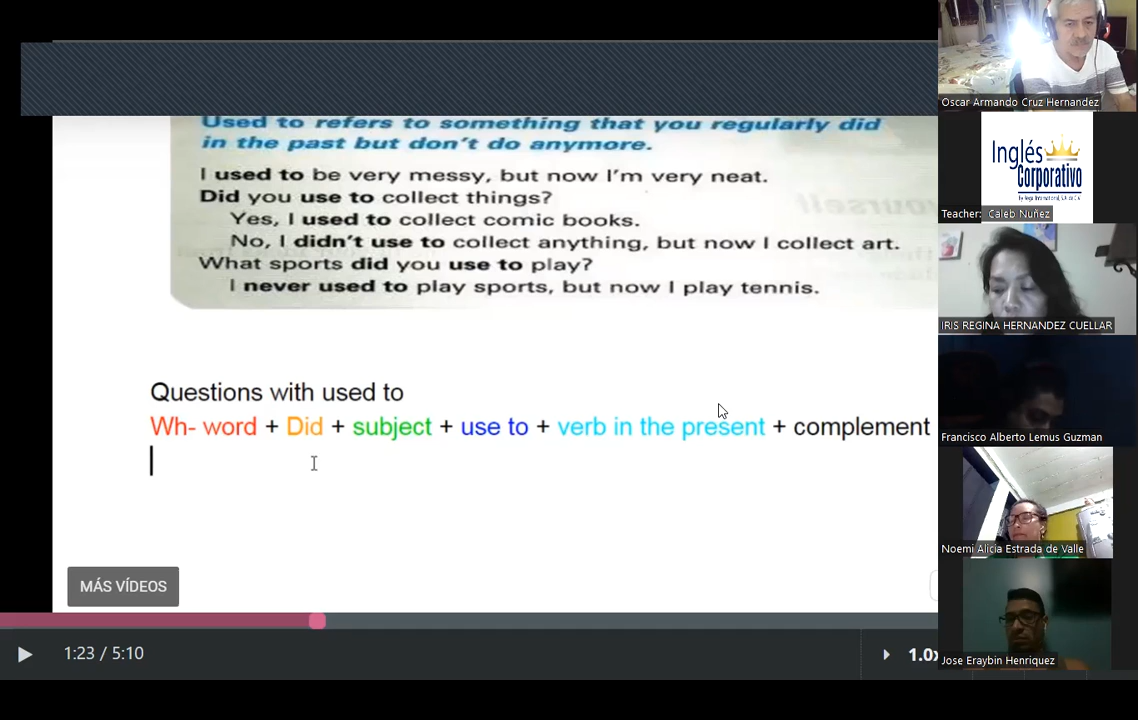 Used to refers to something that you regularly did
in the past but don't do anymore.
I used to be very messy, but now I'm very neat.
Did you use to collect things?
Yes, I used to collect comic books.
No, I didn't use to collect anything, but now I collect art.
What sports did you use to play?
I never used to play sports, but now I play tennis.
Questions with used to
Wh- word + Did + subject + use to + verb in the present + complement
MÁS VÍDEOS
1:23 / 5:10
1.0x
Oscar Armando Cruz Hernandez
Inglés
Corporativo
Teacher: Caleb Nuñez
IRIS REGINA HERNANDEZ CUELLAR
Francisco Alberto Lemus Guzman
Noemi Alicia Estrada de Valle
Jose Eraybin Henriquez